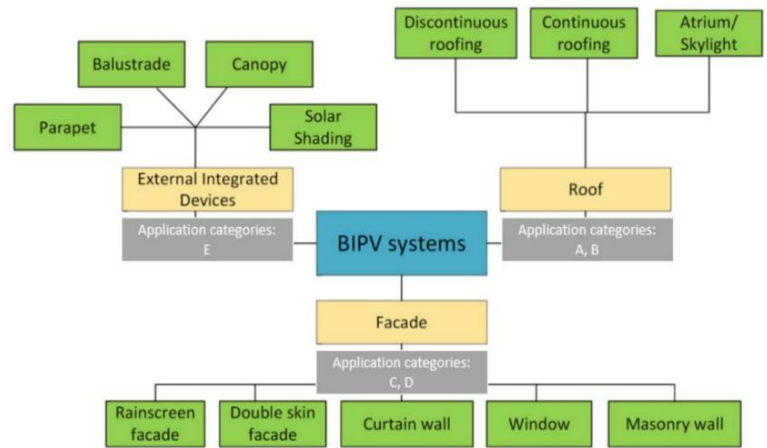 Discontinuous
roofing
Continuous
roofing
Atrium/
Skylight
Balustrade
Canopy
Parapet
Solar
Shading
External Integrated
Devices
Roof
Application categories:
E
BIPV systems
Application categories:
A, B
Facade
Application categories:
C, D
Rainscreen
facade
Double skin
facade
Curtain wall
Window
Masonry wall